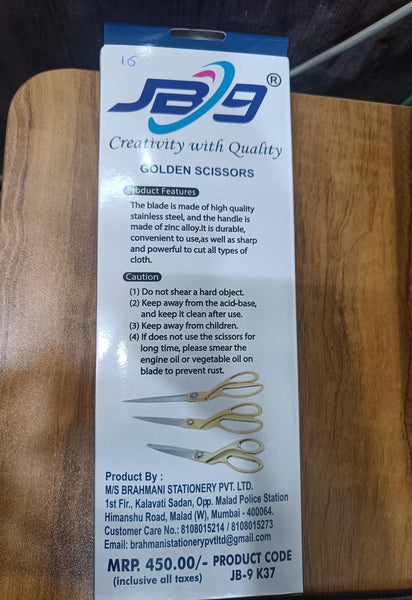 16
JB9®
Creativity with Quality
GOLDEN SCISSORS
Product Features
The blade is made of high quality
stainless steel, and the handle is
made of zinc alloy.It is durable,
convenient to use,as well as sharp
and powerful to cut all types of
cloth.
Caution
(1) Do not shear a hard object.
(2) Keep away from the acid-base,
and keep it clean after use.
(3) Keep away from children.
(4) If does not use the scissors for
long time, please smear the
engine oil or vegetable oil on
blade to prevent rust.
Product By :
M/S BRAHMANI STATIONERY PVT. LTD.
1st Flr., Kalavati Sadan, Opp. Malad Police Station
Himanshu Road, Malad (W), Mumbai - 400064.
Customer Care No.: 8108015214 / 8108015273
Email: brahmanistationerypvtltd@gmail.com
MRP. 450.00/- PRODUCT CODE
(inclusive all taxes) JB-9 K37